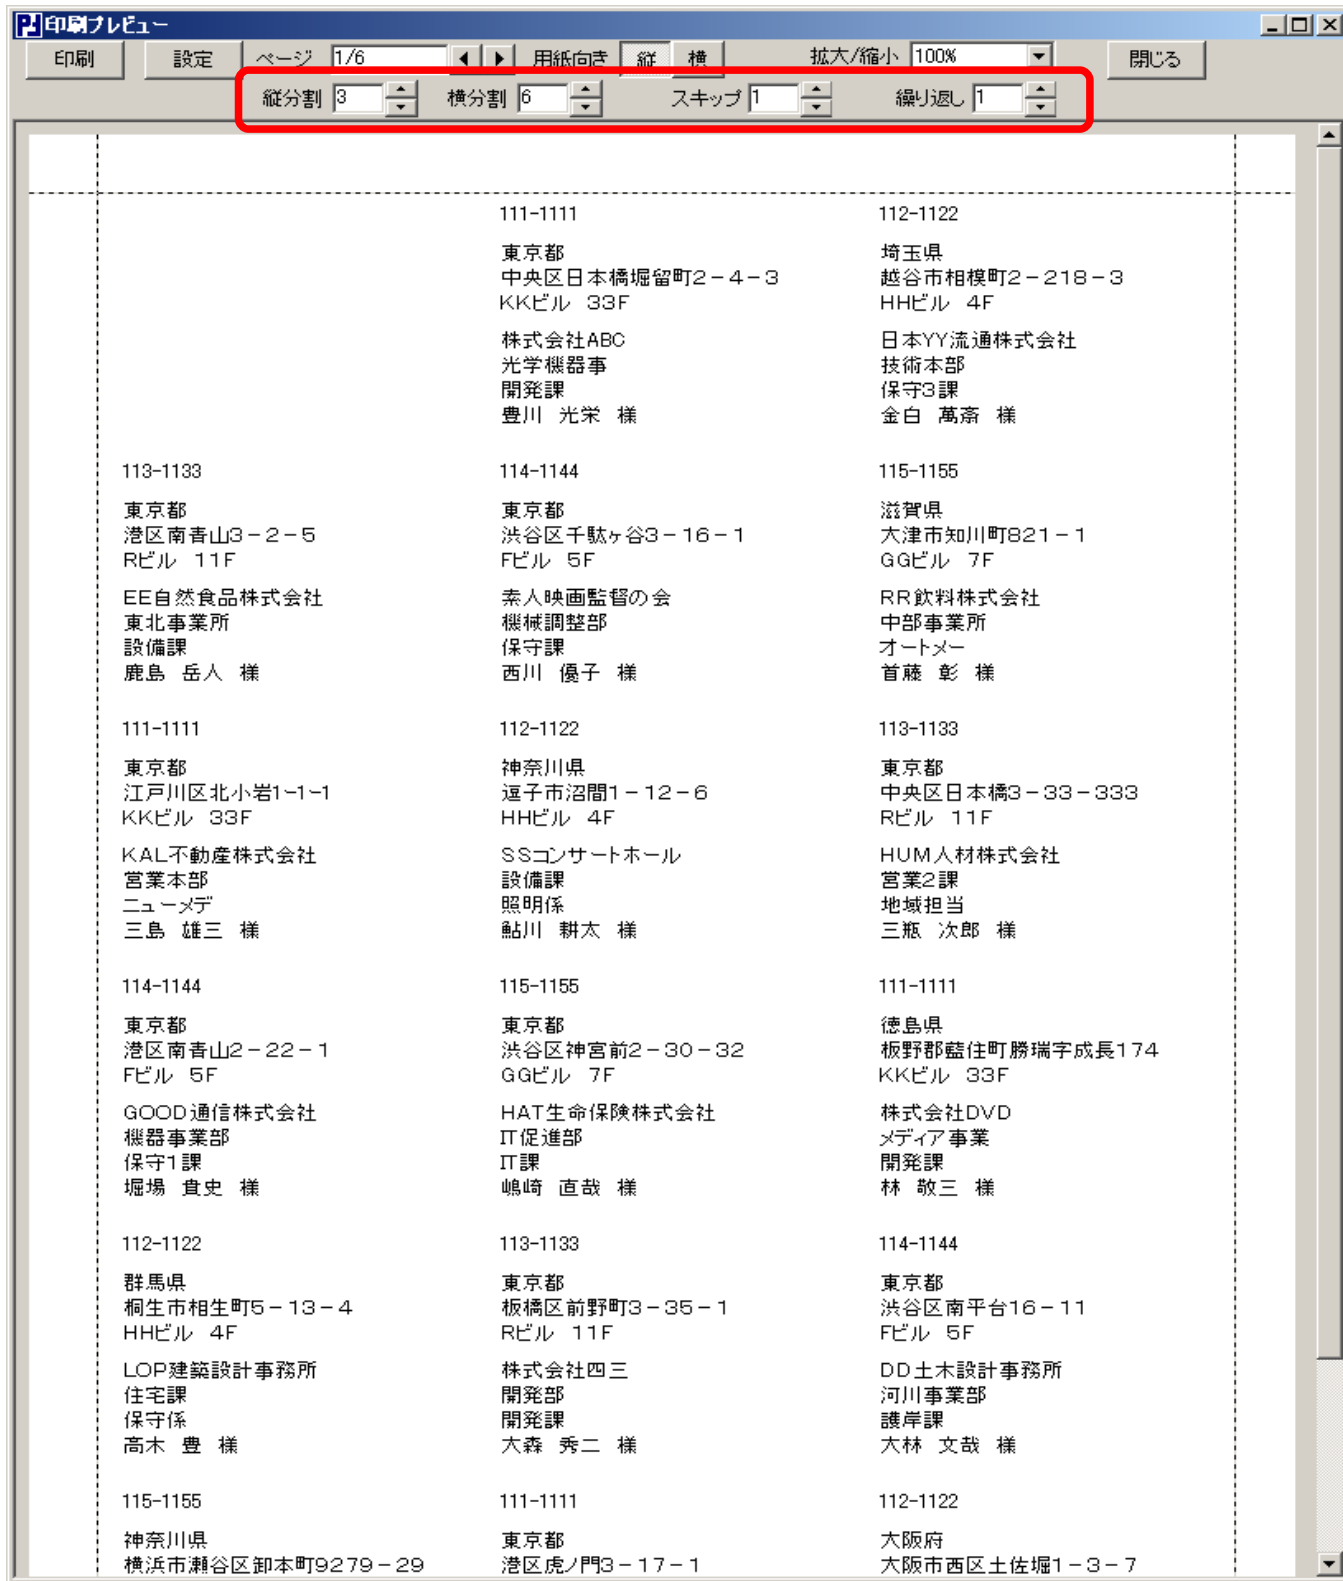 印刷プレビュー
印刷 設定 ページ 1/6 用紙向き 縦 横 拡大/縮小 100% 閉じる
縦分割 3 横分割 6 スキップ 1 繰り返し 1
111-1111 112-1122
東京都 埼玉県
中央区日本橋堀留町2-4-3 越谷市相模町2-218-3
KKビル 33F HHビル 4F
株式会社ABC 日本YY流通株式会社
光学機器事 技術本部
開発課 保守3課
豊川 光栄 様 金白 萬斎 様
113-1133 114-1144 115-1155
東京都 東京都 滋賀県
港区南青山3-2-5 渋谷区千駄ヶ谷3-16-1 大津市知川町821-1
Rビル 11F Fビル 5F GGビル 7F
EE自然食品株式会社 素人映画監督の会 RR飲料株式会社
東北事業所 機械調整部 中部事業所
設備課 保守課 オートメー
鹿島 岳人 様 西川 優子 様 首藤 彰 様
111-1111 112-1122 113-1133
東京都 神奈川県 東京都
江戸川区北小岩1-1-1 逗子市沼間1-12-6 中央区日本橋3-33-333
KKビル 33F HHビル 4F Rビル 11F
KAL不動産株式会社 SSコンサートホール HUM人材株式会社
営業本部 設備課 営業2課
ニューメデ 照明係 地域担当
三島 雄三 様 鮎川 耕太 様 三瓶 次郎 様
114-1144 115-1155 111-1111
東京都 東京都 徳島県
港区南青山2-22-1 渋谷区神宮前2-30-32 板野郡藍住町勝瑞字成長174
Fビル 5F GGビル 7F KKビル 33F
GOOD通信株式会社 HAT生命保険株式会社 株式会社DVD
機器事業部 IT促進部 メディア事業
保守1課 IT課 開発課
堀場 貴史 様 嶋崎 直哉 様 林 敬三 様
112-1122 113-1133 114-1144
群馬県 東京都 東京都
桐生市相生町5-13-4 板橋区前野町3-35-1 渋谷区南平台16-11
HHビル 4F Rビル 11F Fビル 5F
LOP建築設計事務所 株式会社四三 DD土木設計事務所
住宅課 開発部 河川事業部
保守係 開発課 護岸課
高木 豊 様 大森 秀二 様 大林 文哉 様
115-1155 111-1111 112-1122
神奈川県 東京都 大阪府
横浜市瀬谷区卸本町9279-29 港区虎ノ門3-17-1 大阪市西区土佐堀1-3-7